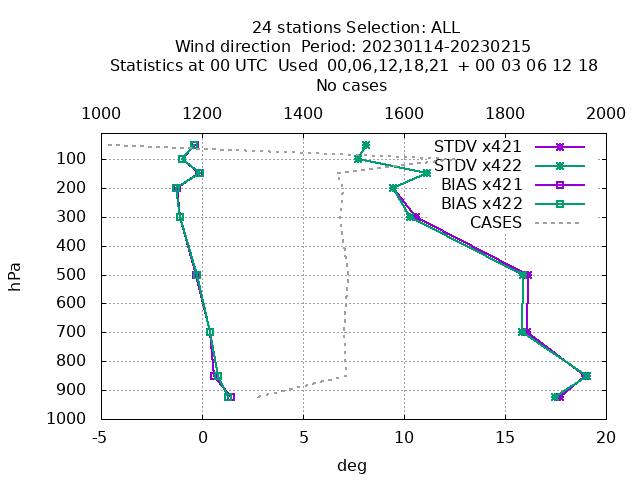 24 stations Selection: ALL
Wind direction  Period: 20230114-20230215
Statistics at 00 UTC  Used  00,06,12,18,21  + 00 03 06 12 18
No cases
1000 1200 1400 1600 1800 2000
STDV x421
STDV x422
BIAS x421
BIAS x422
CASES
100
200
300
400
500
600
700
800
900
1000
hPa
-5 0 5 10 15 20
deg